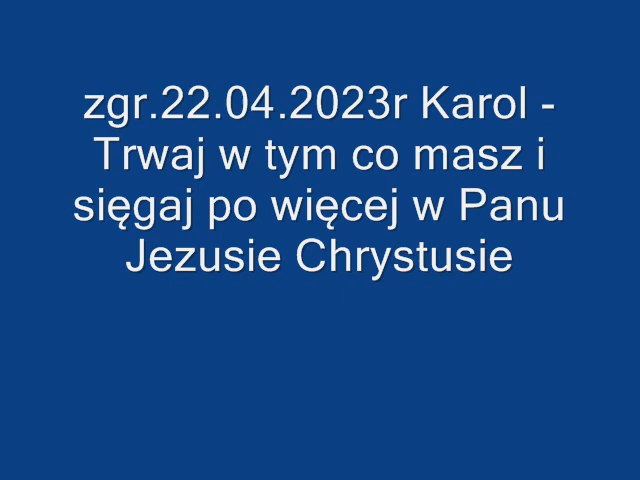 zgr.22.04.2023r Karol -
Trwaj w tym co masz i
sięgaj po więcej w Panu
Jezusie Chrystusie